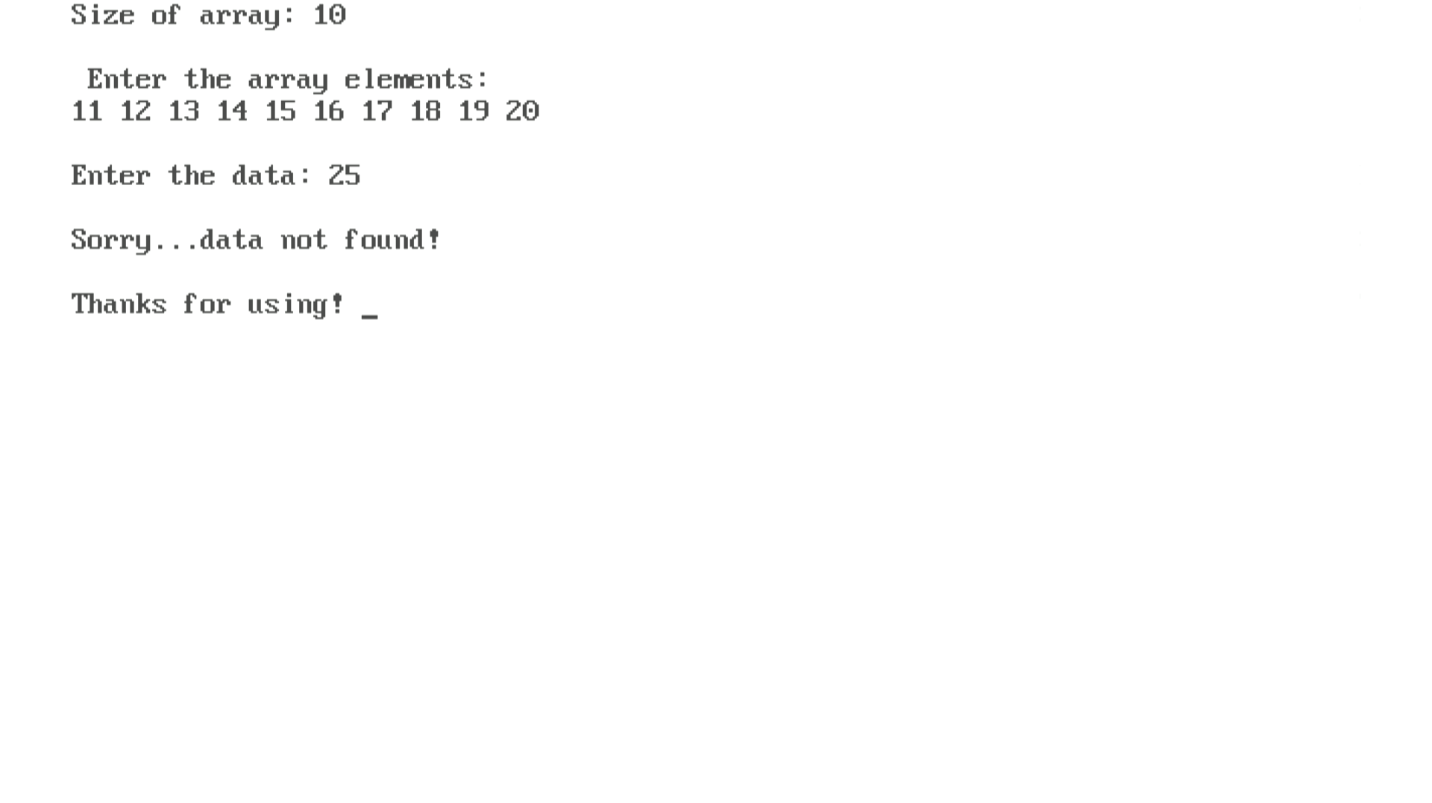 Size of array: 10
Enter the array elements:
11 12 13 14 15 16 17 18 19 20
Enter the data: 25
Sorry...data not found!
Thanks for using! _